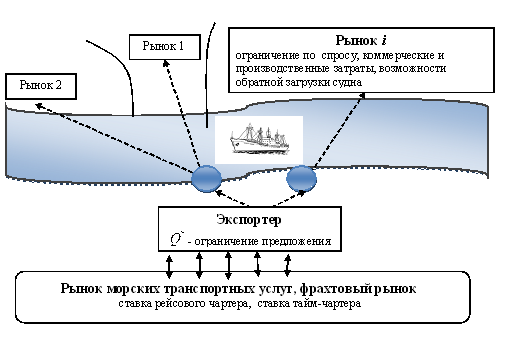 Рынок 1
Рынок i
ограничение по спросу, коммерческие и
производственные затраты, возможности
обратной загрузки судна
Рынок 2
Экспортер
Q~ - ограничение предложения
Рынок морских транспортных услуг, фрахтовый рынок
ставка рейсового чартера, ставка тайм-чартера